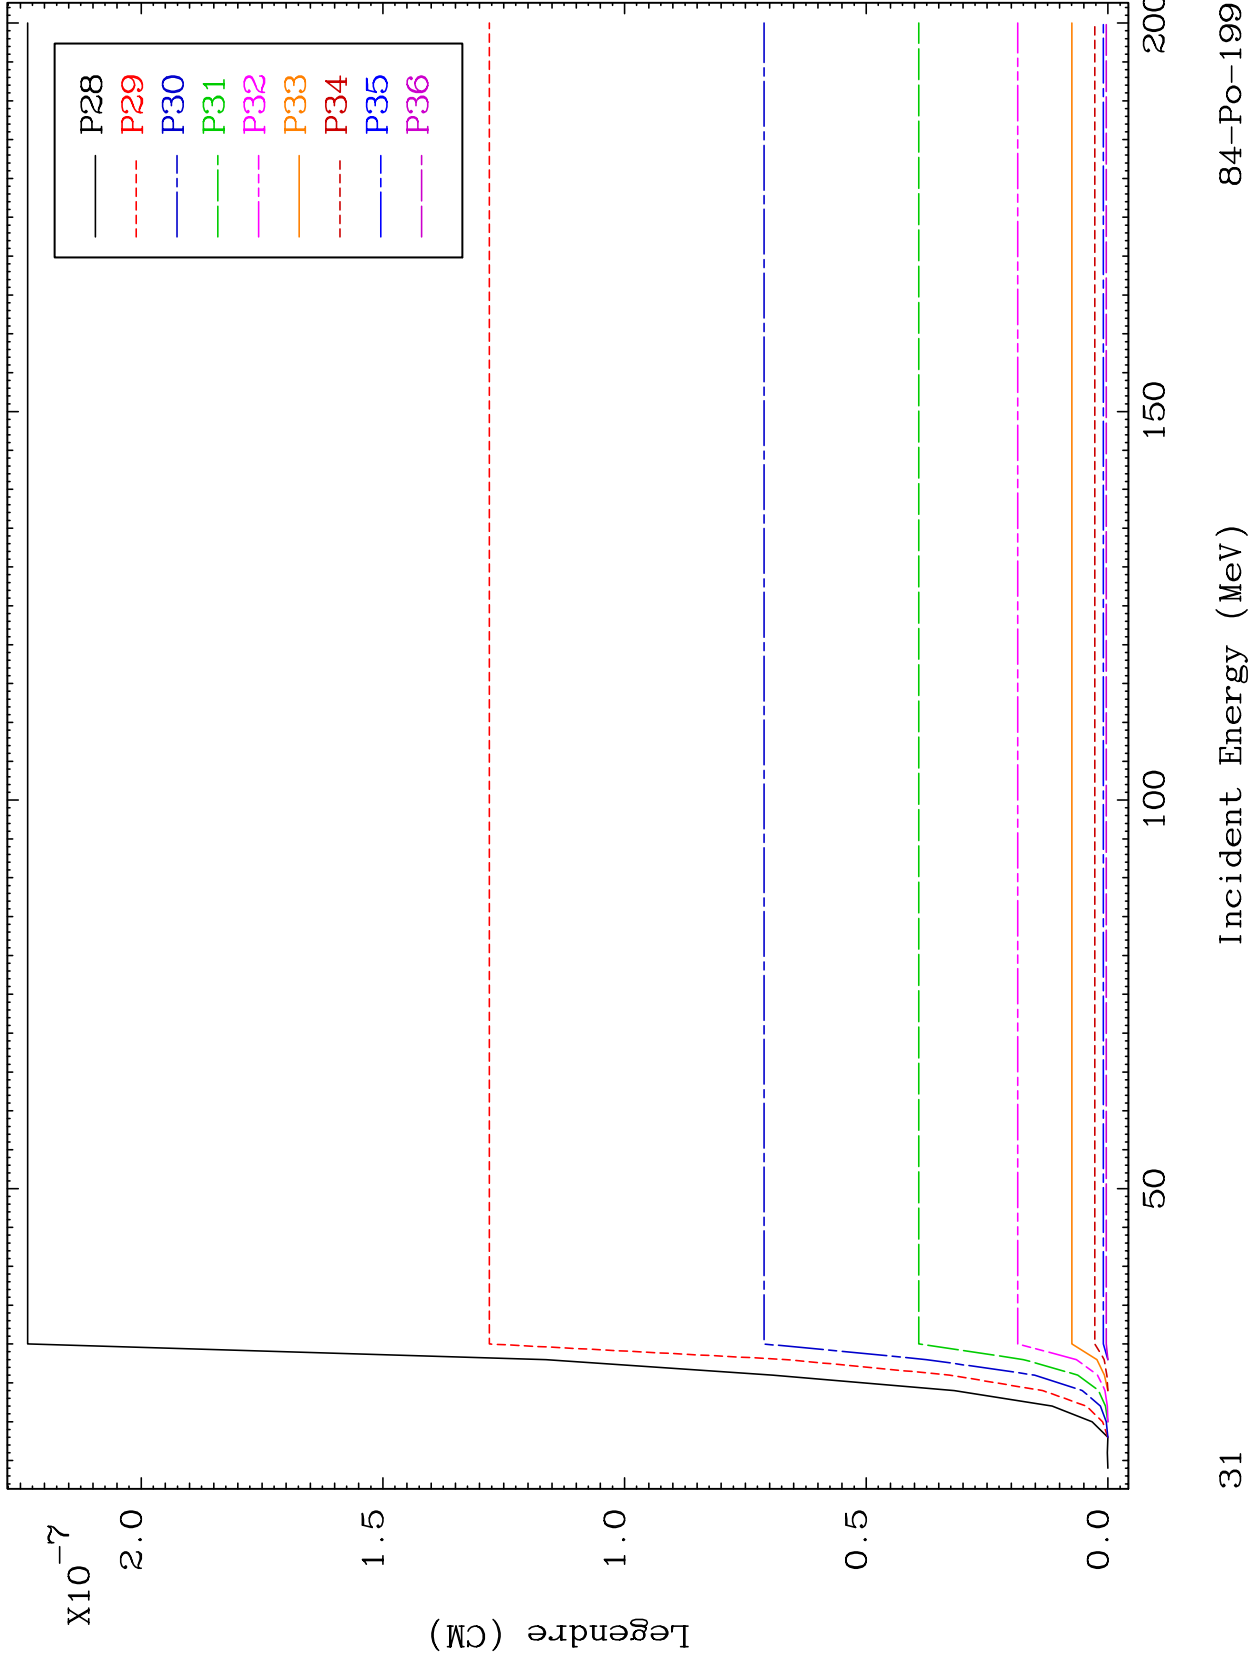 X10-7
2.0
1.5
1.0
0.5
0.0
Legendre (CM)
P28
P29
P30
P31
P32
P33
P34
P35
P36
50
100
150
200
Incident Energy (MeV)
31
84-Po-199